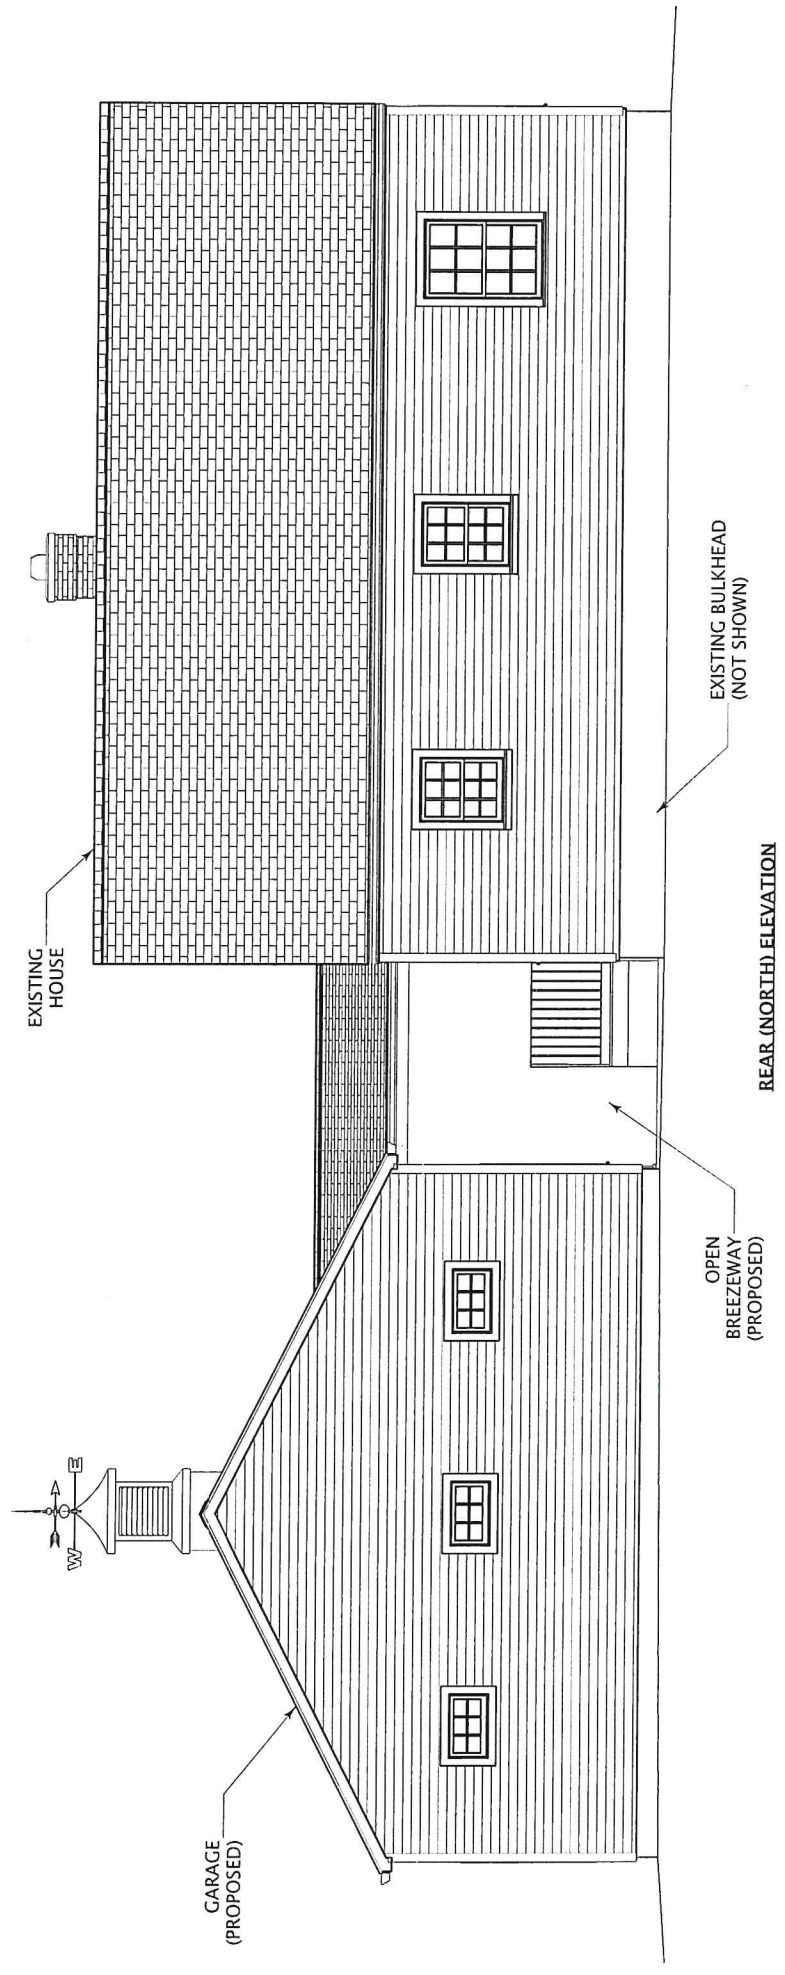 W
E
GARAGE
(PROPOSED)
EXISTING
HOUSE
OPEN
BREEZEWAY
(PROPOSED)
EXISTING BULKHEAD
(NOT SHOWN)
REAR (NORTH) ELEVATION